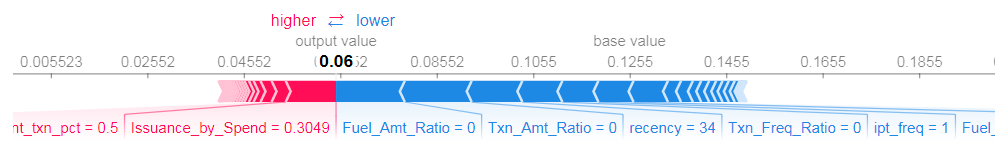 higher ⇄ lower
output value base value
0.005523 0.02552 0.04552 0.06 0.08552 0.1055 0.1255 0.1455 0.1655 0.1855
nt_txn_pct = 0.5 Issuance_by_Spend = 0.3049 Fuel_Amt_Ratio = 0 Txn_Amt_Ratio = 0 recency = 34 Txn_Freq_Ratio = 0 ipt_freq = 1 Fuel_